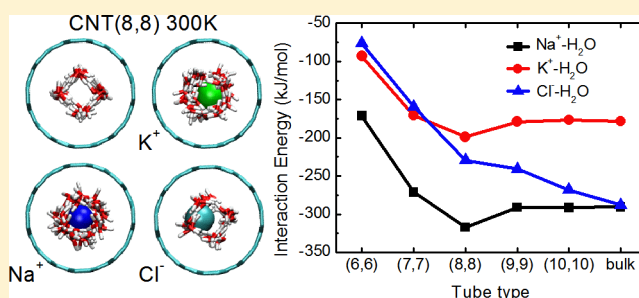 CNT(8,8) 300K
K⁺
Na⁺
Cl⁻
Interaction Energy (kJ/mol)
-50
-100
-150
-200
-250
-300
-350
Na⁺-H₂O
K⁺-H₂O
Cl⁻-H₂O
(6,6) (7,7) (8,8) (9,9) (10,10) bulk
Tube type